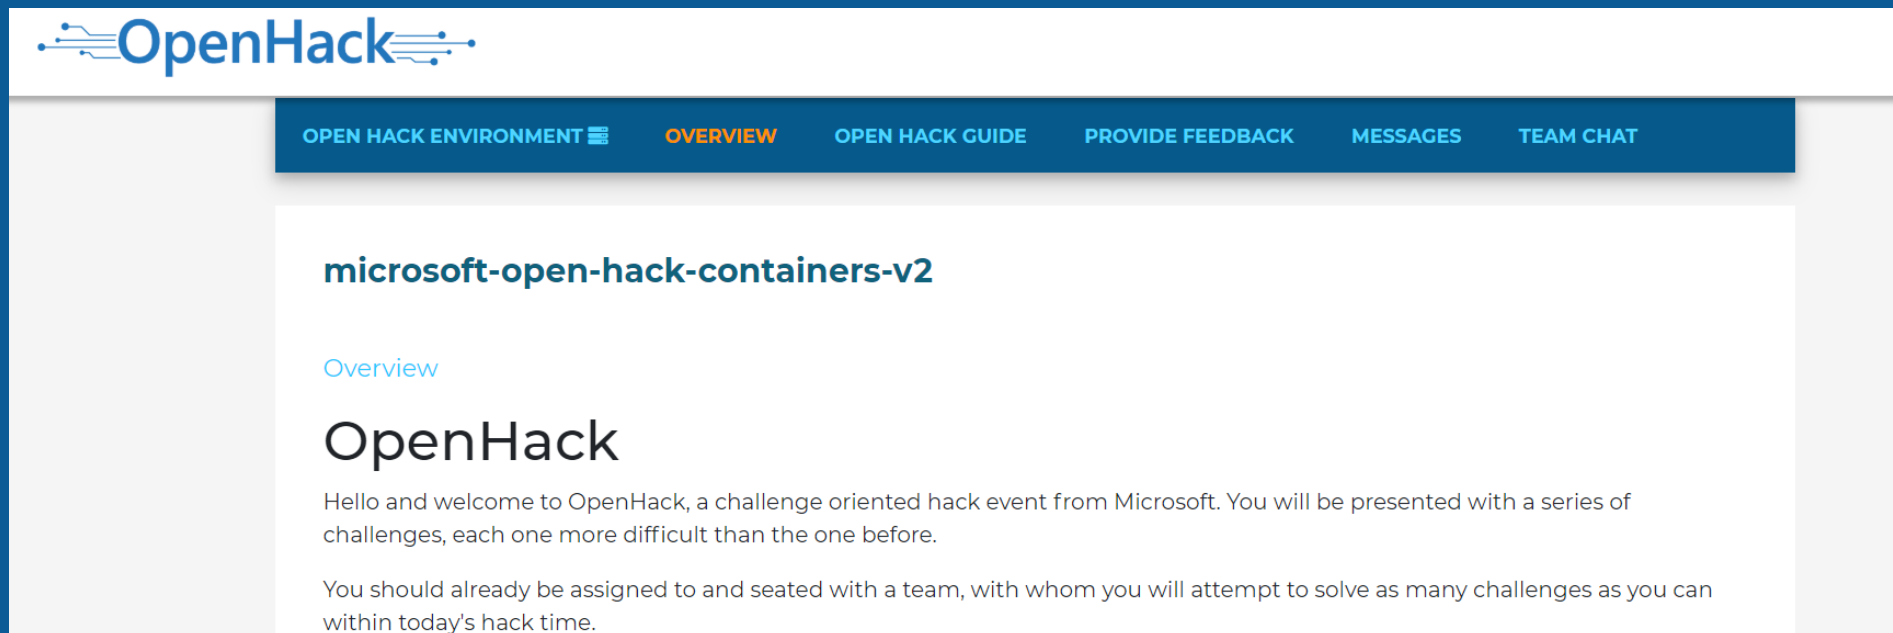 OpenHack
OPEN HACK ENVIRONMENT OVERVIEW OPEN HACK GUIDE PROVIDE FEEDBACK MESSAGES TEAM CHAT
microsoft-open-hack-containers-v2
Overview
OpenHack
Hello and welcome to OpenHack, a challenge oriented hack event from Microsoft. You will be presented with a series of
challenges, each one more difficult than the one before.
You should already be assigned to and seated with a team, with whom you will attempt to solve as many challenges as you can
within today's hack time.